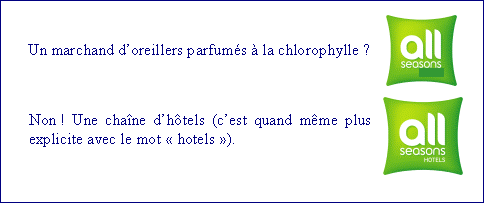 Un marchand d'oreillers parfumés à la chlorophylle ?
all
seasons
Non ! Une chaîne d'hôtels (c'est quand même plus
explicite avec le mot « hotels »).
all
seasons
HOTELS